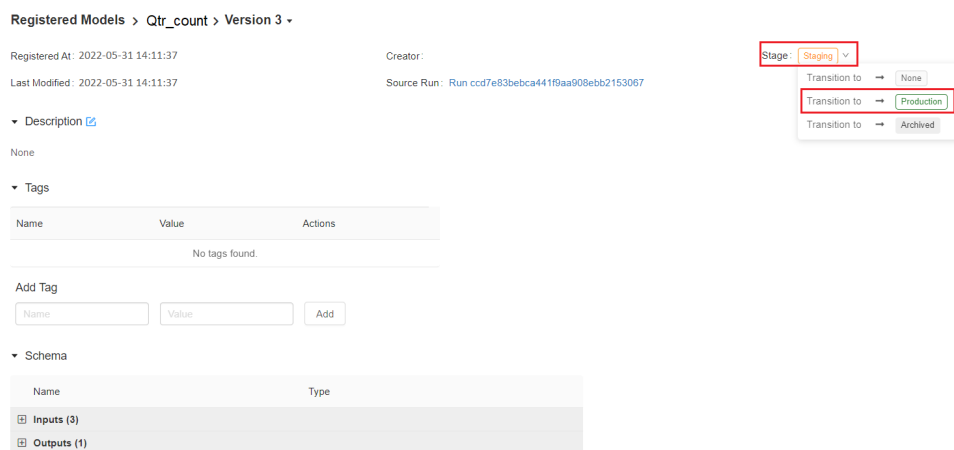 Registered Models > Qtr_count > Version 3
Registered At: 2022-05-31 14:11:37 Creator: Stage: Staging
Last Modified: 2022-05-31 14:11:37 Source Run: Run ccd7e83bebca441f9aa908ebb2153067
Transition to → None
Transition to → Production
Transition to → Archived
Description
None
Tags
Name Value Actions
No tags found.
Add Tag
Name Value Add
Schema
Name Type
Inputs (3)
Outputs (1)